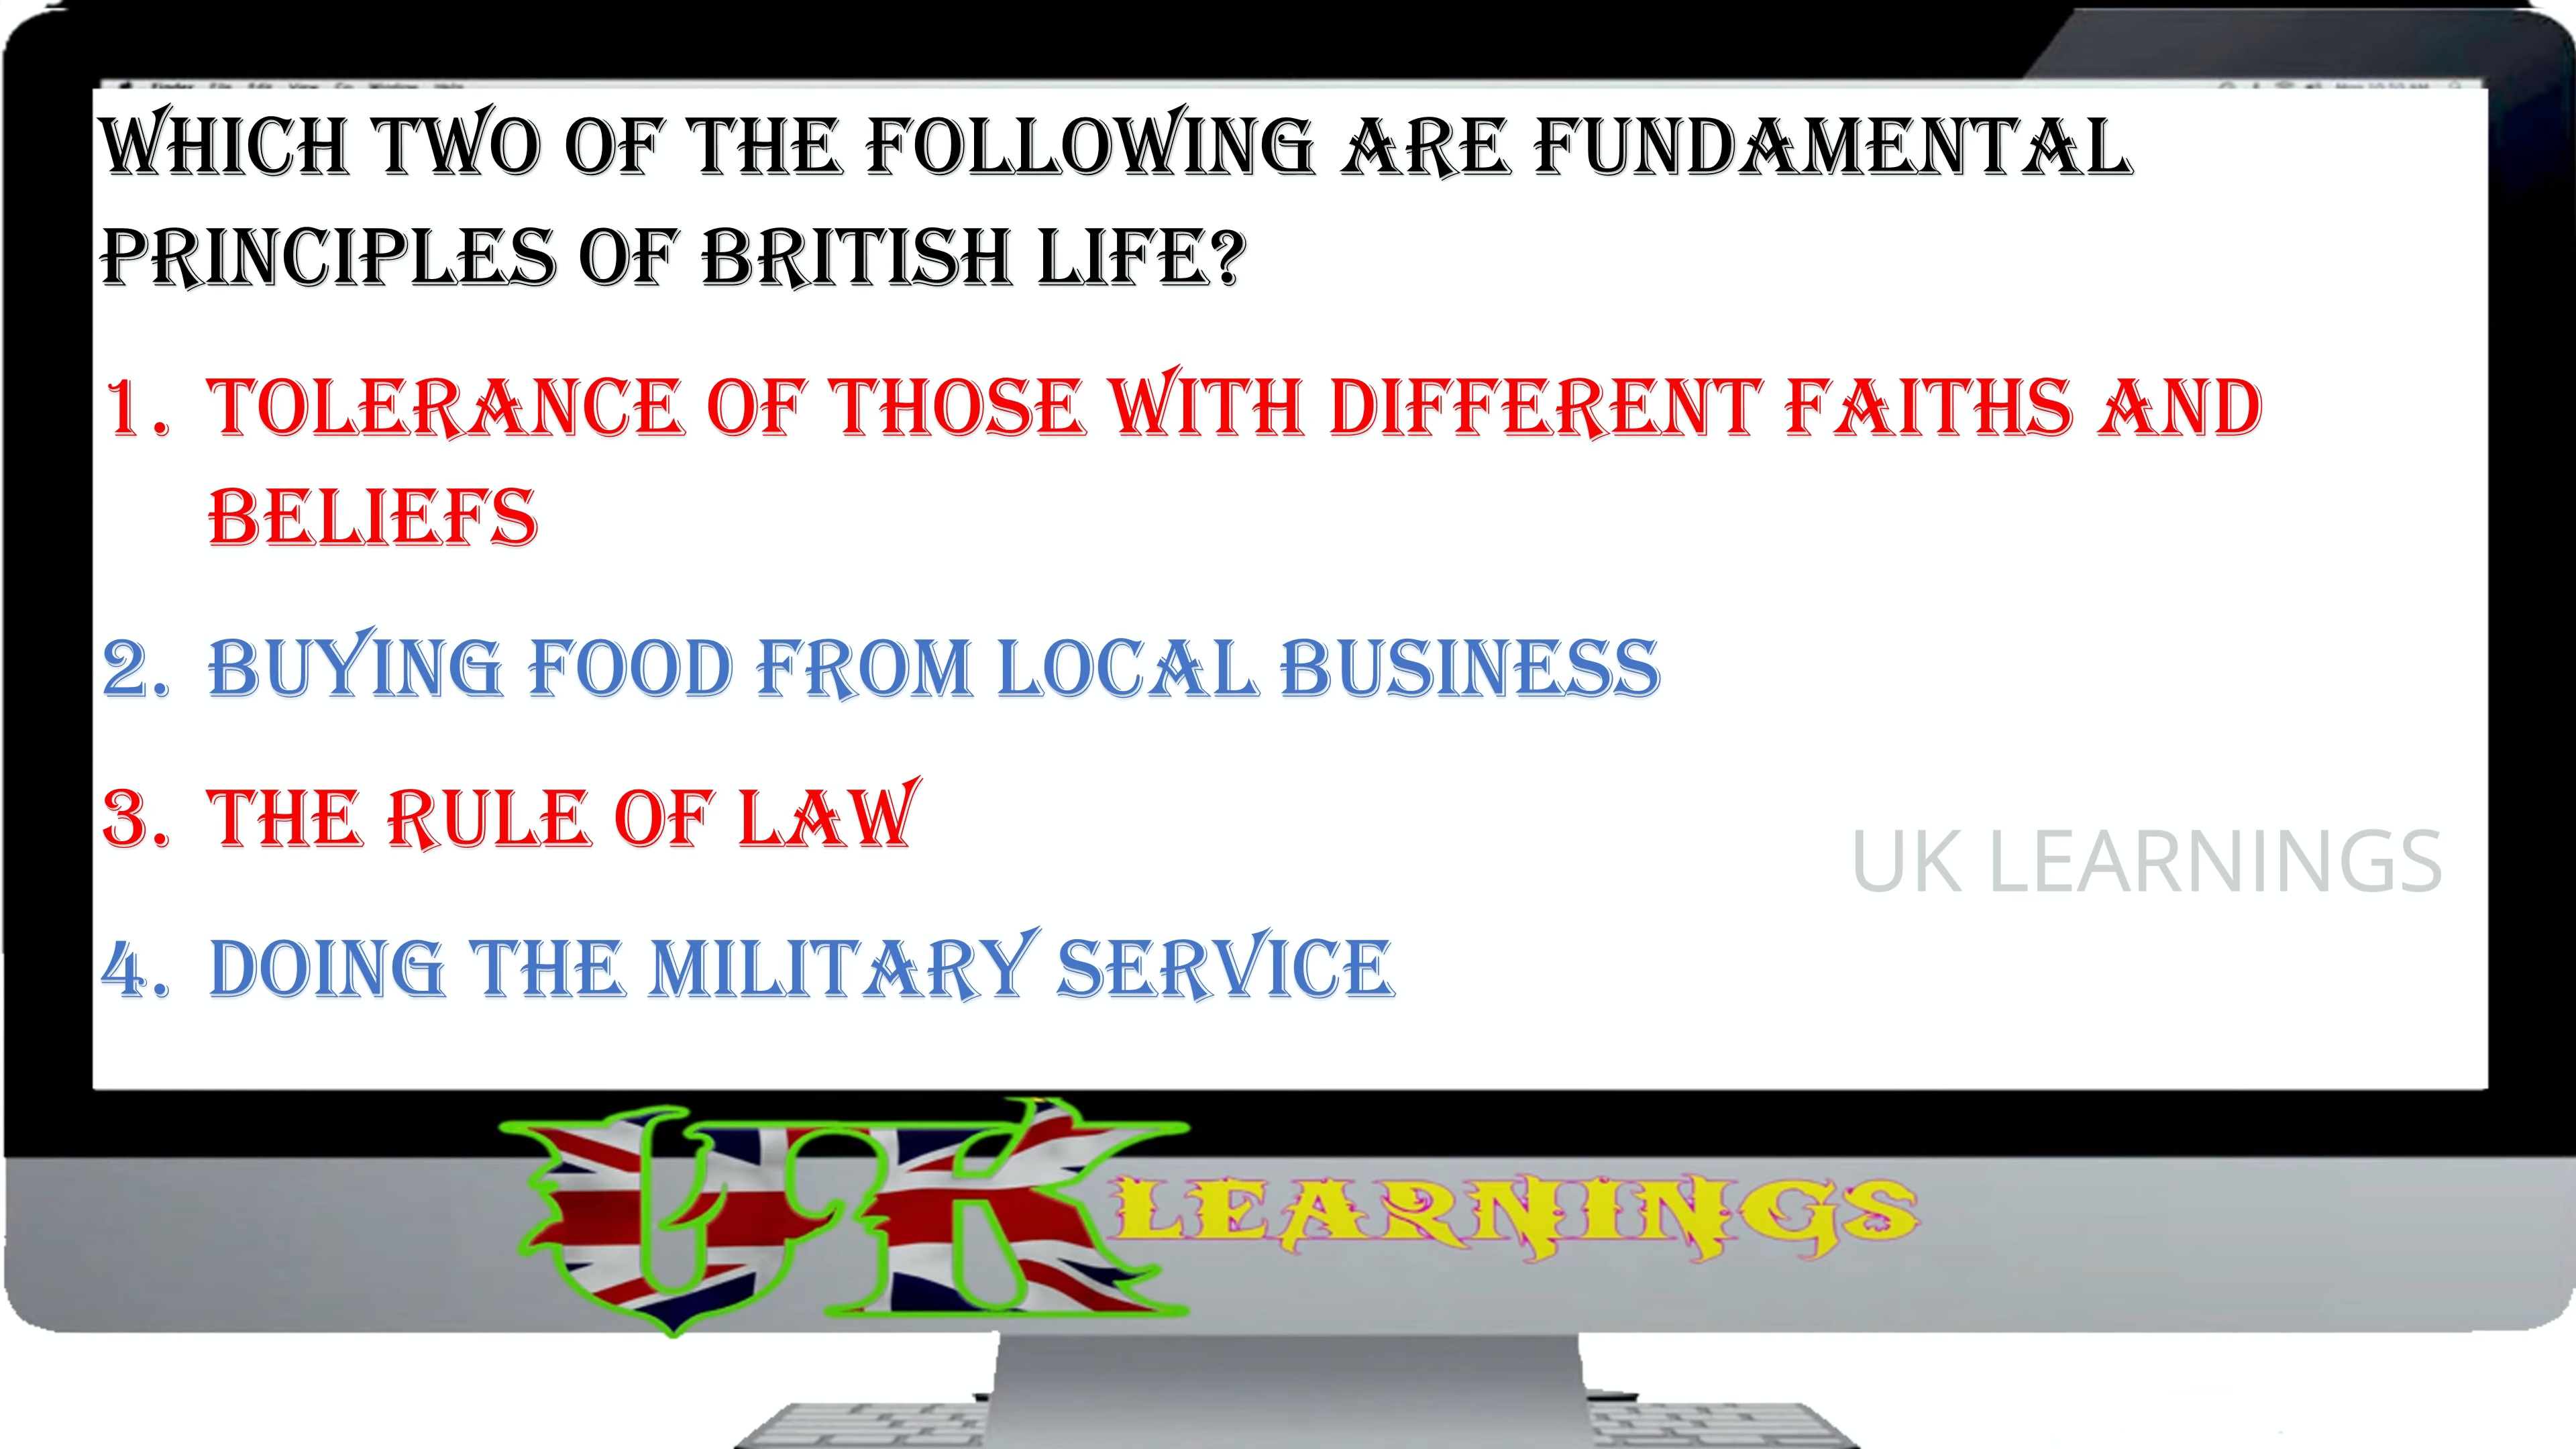 WHICH TWO OF THE FOLLOWING ARE FUNDAMENTAL
PRINCIPLES OF BRITISH LIFE?
1. TOLERANCE OF THOSE WITH DIFFERENT FAITHS AND
BELIEFS
2. BUYING FOOD FROM LOCAL BUSINESS
3. THE RULE OF LAW
UK LEARNINGS
4. DOING THE MILITARY SERVICE
UK LEARNINGS